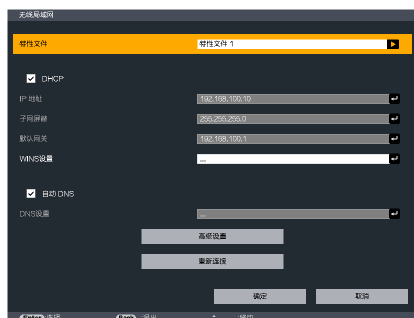 无线局域网
特性文件 特性文件 1
DHCP
IP 地址 192.168.100.10
子网屏蔽 255.255.255.0
默认网关 192.168.100.1
WINS设置
自动 DNS
DNS设置
高级设置
重新连接
确定 取消